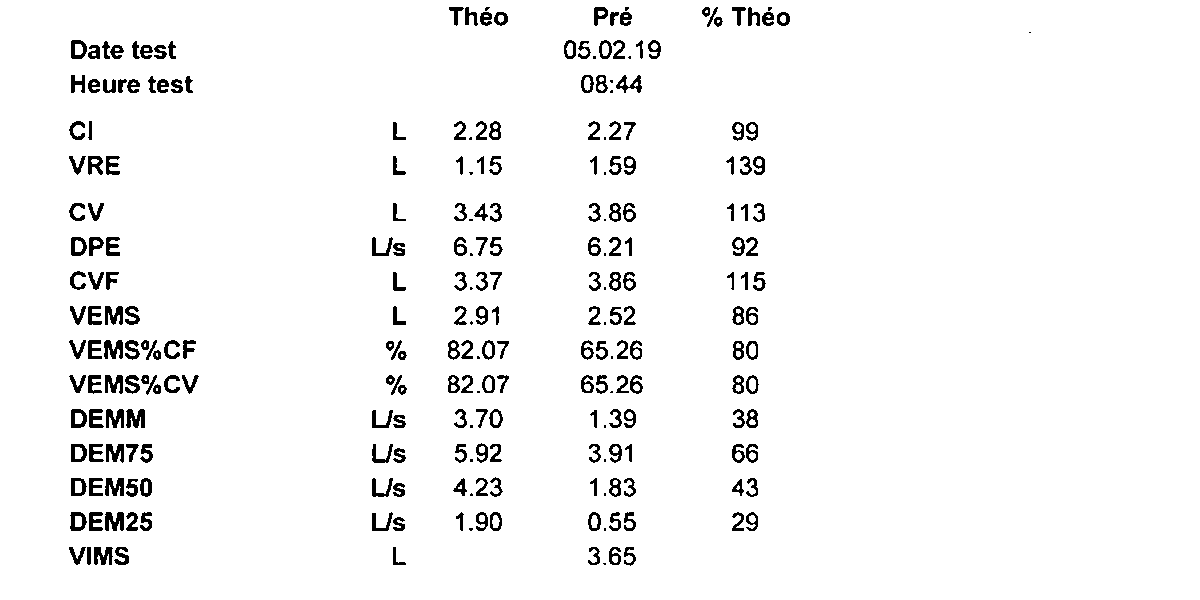 Théo Pré % Théo
Date test 05.02.19
Heure test 08:44
CI L 2.28 2.27 99
VRE L 1.15 1.59 139
CV L 3.43 3.86 113
DPE L/s 6.75 6.21 92
CVF L 3.37 3.86 115
VEMS L 2.91 2.52 86
VEMS%CF % 82.07 65.26 80
VEMS%CV % 82.07 65.26 80
DEMM L/s 3.70 1.39 38
DEM75 L/s 5.92 3.91 66
DEM50 L/s 4.23 1.83 43
DEM25 L/s 1.90 0.55 29
VIMS L 3.65